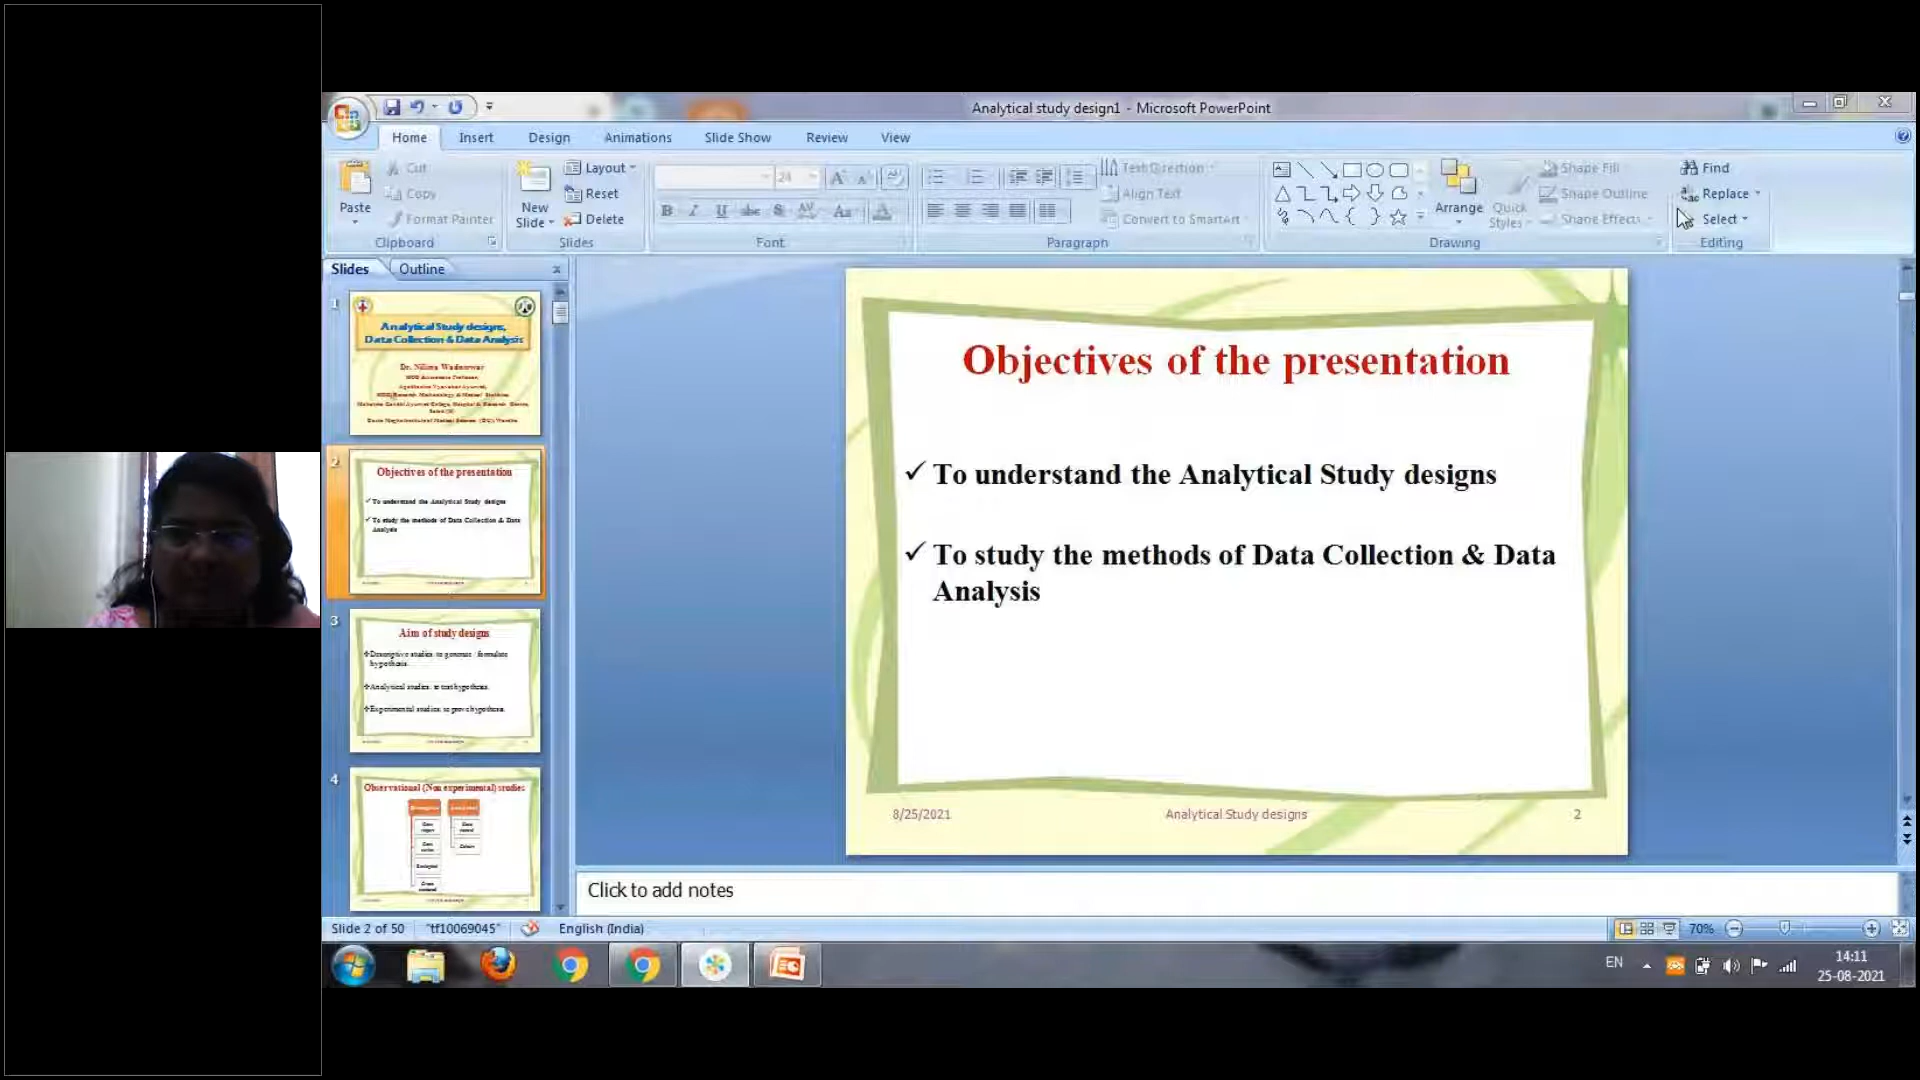 Analytical study design1 - Microsoft PowerPoint
Home Insert Design Animations Slide Show Review View
Paste
Cut
Copy
Format Painter
Clipboard
New Slide
Layout
Reset
Delete
Slides
24
Font
Text Direction
Align Text
Convert to SmartArt
Paragraph
Arrange
Quick Styles
Shape Fill
Shape Outline
Shape Effects
Drawing
Find
Replace
Select
Editing
Slides Outline
1
Analytical Study designs,
Data Collection & Data Analysis
2
Objectives of the presentation
To understand the Analytical Study designs
To study the methods of Data Collection & Data
Analysis
3
Aim of study designs
Descriptive studies: to generate / formulate
hypothesis.
Analytical studies: to test hypothesis.
Experimental studies: to prove hypothesis.
4
Observational (Non experimental) studies
Objectives of the presentation
✓ To understand the Analytical Study designs
✓ To study the methods of Data Collection & Data
Analysis
8/25/2021 Analytical Study designs 2
Click to add notes
Slide 2 of 50 "tf10069045" English (India) 70%
EN 14:11
25-08-2021